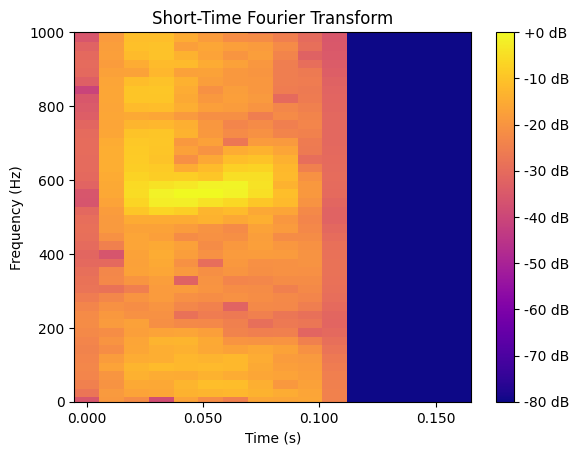 Short-Time Fourier Transform
1000
800
600
400
200
0
Frequency (Hz)
0.000
0.050
0.100
0.150
Time (s)
+0 dB
-10 dB
-20 dB
-30 dB
-40 dB
-50 dB
-60 dB
-70 dB
-80 dB